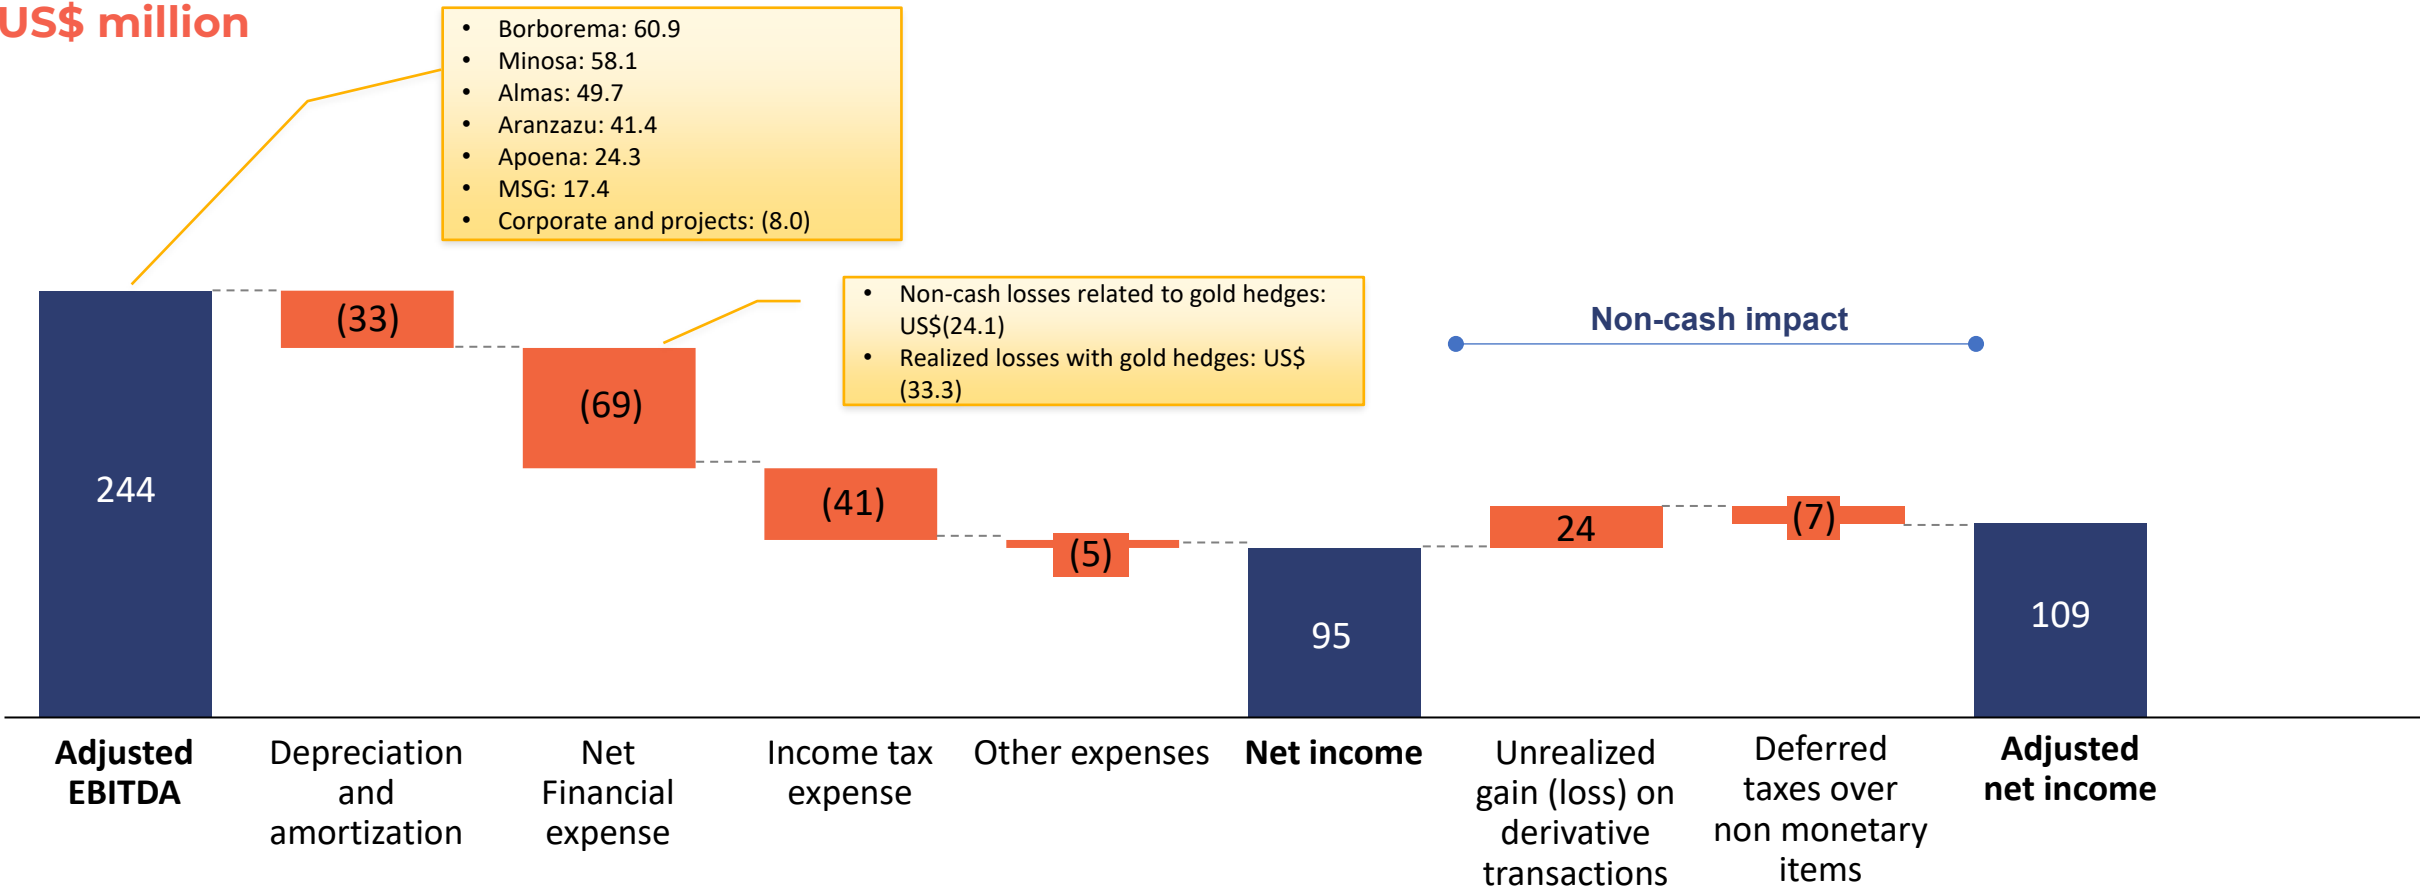 US$ million
• Borborema: 60.9
• Minosa: 58.1
• Almas: 49.7
• Aranzazu: 41.4
• Apoena: 24.3
• MSG: 17.4
• Corporate and projects: (8.0)
• Non-cash losses related to gold hedges:
US$(24.1)
• Realized losses with gold hedges: US$
(33.3)
Non-cash impact
244
(33)
(69)
(41)
(5)
95
24
(7)
109
Adjusted
EBITDA
Depreciation
and
amortization
Net
Financial
expense
Income tax
expense
Other expenses
Net income
Unrealized
gain (loss) on
derivative
transactions
Deferred
taxes over
non monetary
items
Adjusted
net income